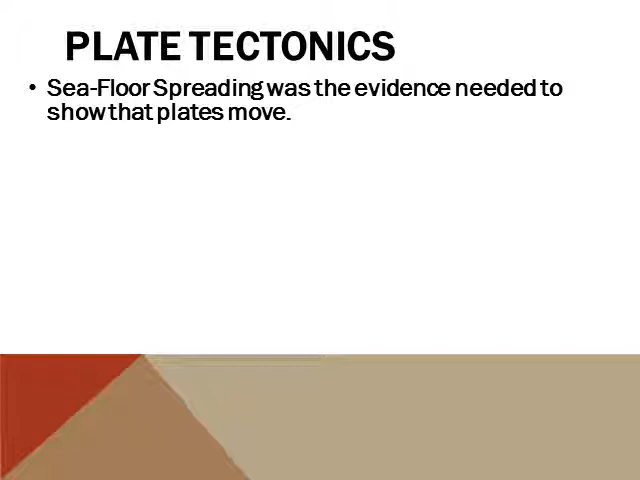 PLATE TECTONICS
• Sea-Floor Spreading was the evidence needed to
show that plates move.